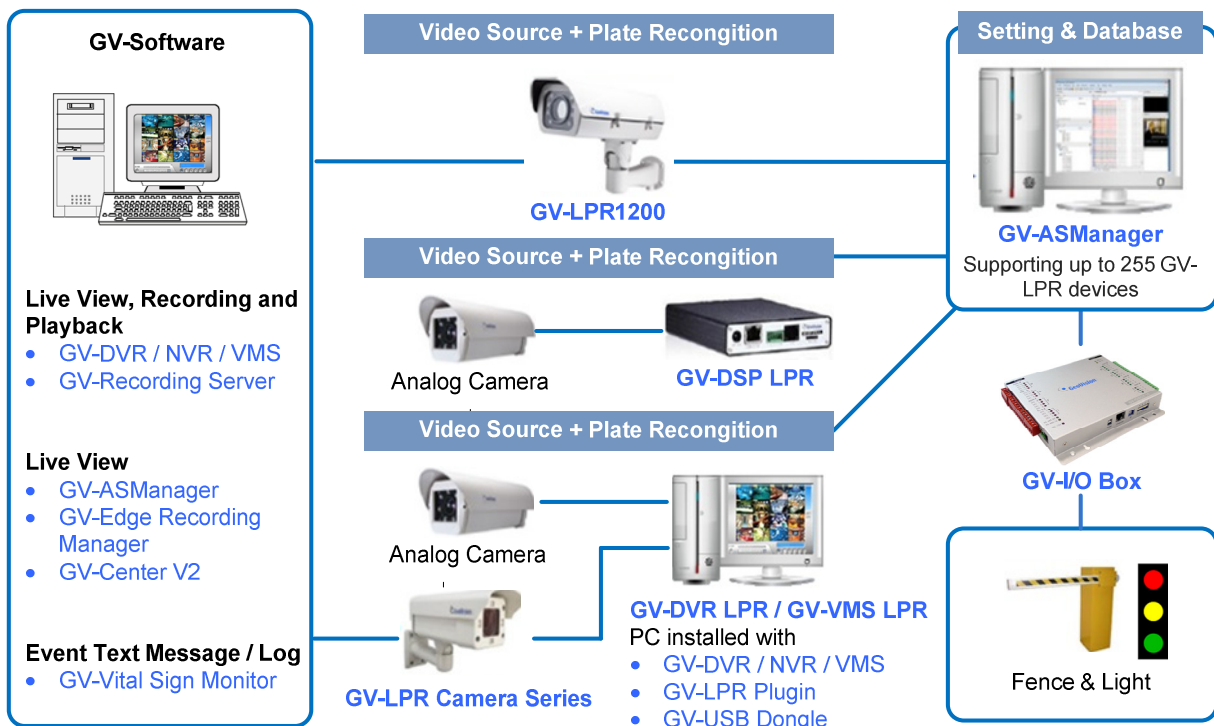 GV-Software
Live View, Recording and
Playback
• GV-DVR / NVR / VMS
• GV-Recording Server
Live View
• GV-ASManager
• GV-Edge Recording
Manager
• GV-Center V2
Event Text Message / Log
• GV-Vital Sign Monitor
Video Source + Plate Recongition
GV-LPR1200
Video Source + Plate Recongition
Analog Camera
GV-DSP LPR
Video Source + Plate Recongition
Analog Camera
GV-LPR Camera Series
GV-DVR LPR / GV-VMS LPR
PC installed with
• GV-DVR / NVR / VMS
• GV-LPR Plugin
• GV-USB Dongle
Setting & Database
GV-ASManager
Supporting up to 255 GV-
LPR devices
GeoVision
GV-I/O Box
Fence & Light